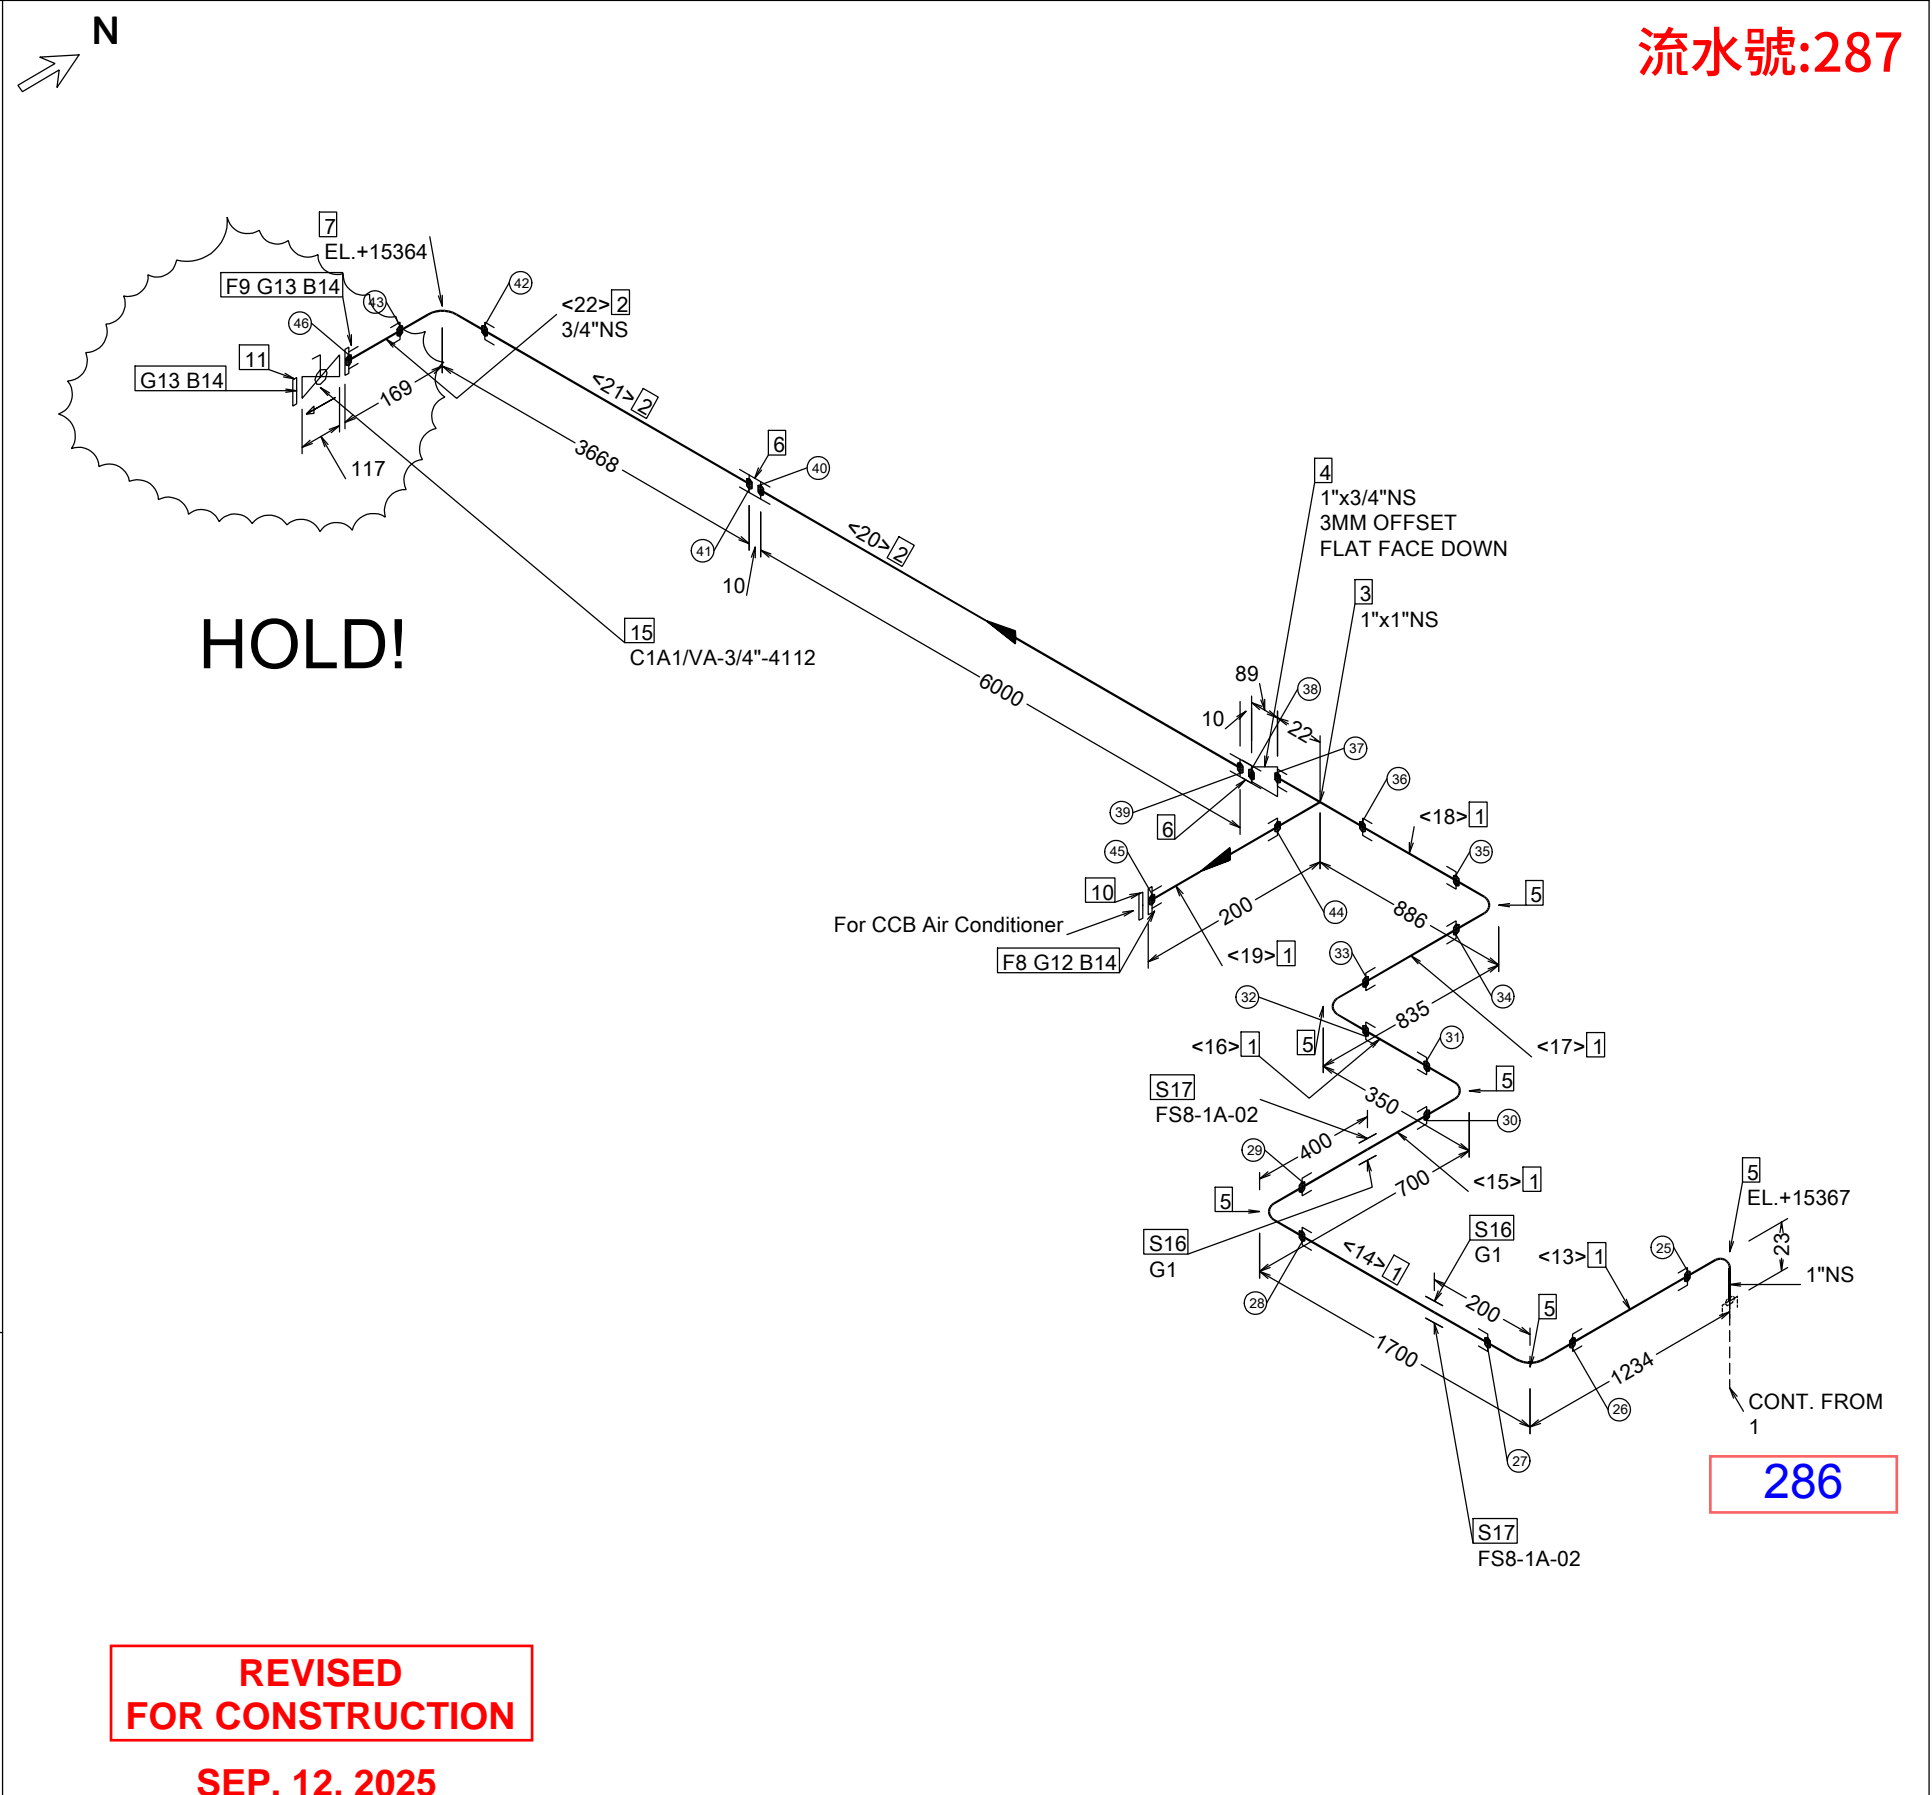 N
流水號:287
7
EL.+15364
F9 G13 B14
43
42
<22> 2
3/4"NS
46
11
G13 B14
169
117
<21> 2
3668
6
40
41
10
<20> 2
4
1"x3/4"NS
3MM OFFSET
FLAT FACE DOWN
3
1"x1"NS
HOLD!
15
C1A1/VA-3/4"-4112
6000
89
38
10
22
37
36
39
6
<18> 1
35
45
10
For CCB Air Conditioner
F8 G12 B14
200
44
886
5
<19> 1
33
34
32
835
<16> 1
5
31
<17> 1
S17
FS8-1A-02
350
5
30
400
29
700
<15> 1
5
5
EL.+15367
S16
G1
<14> 1
S16
G1
<13> 1
25
23
1"NS
28
200
5
1700
1234
26
CONT. FROM
1
27
286
S17
FS8-1A-02
REVISED
FOR CONSTRUCTION
SEP. 12. 2025